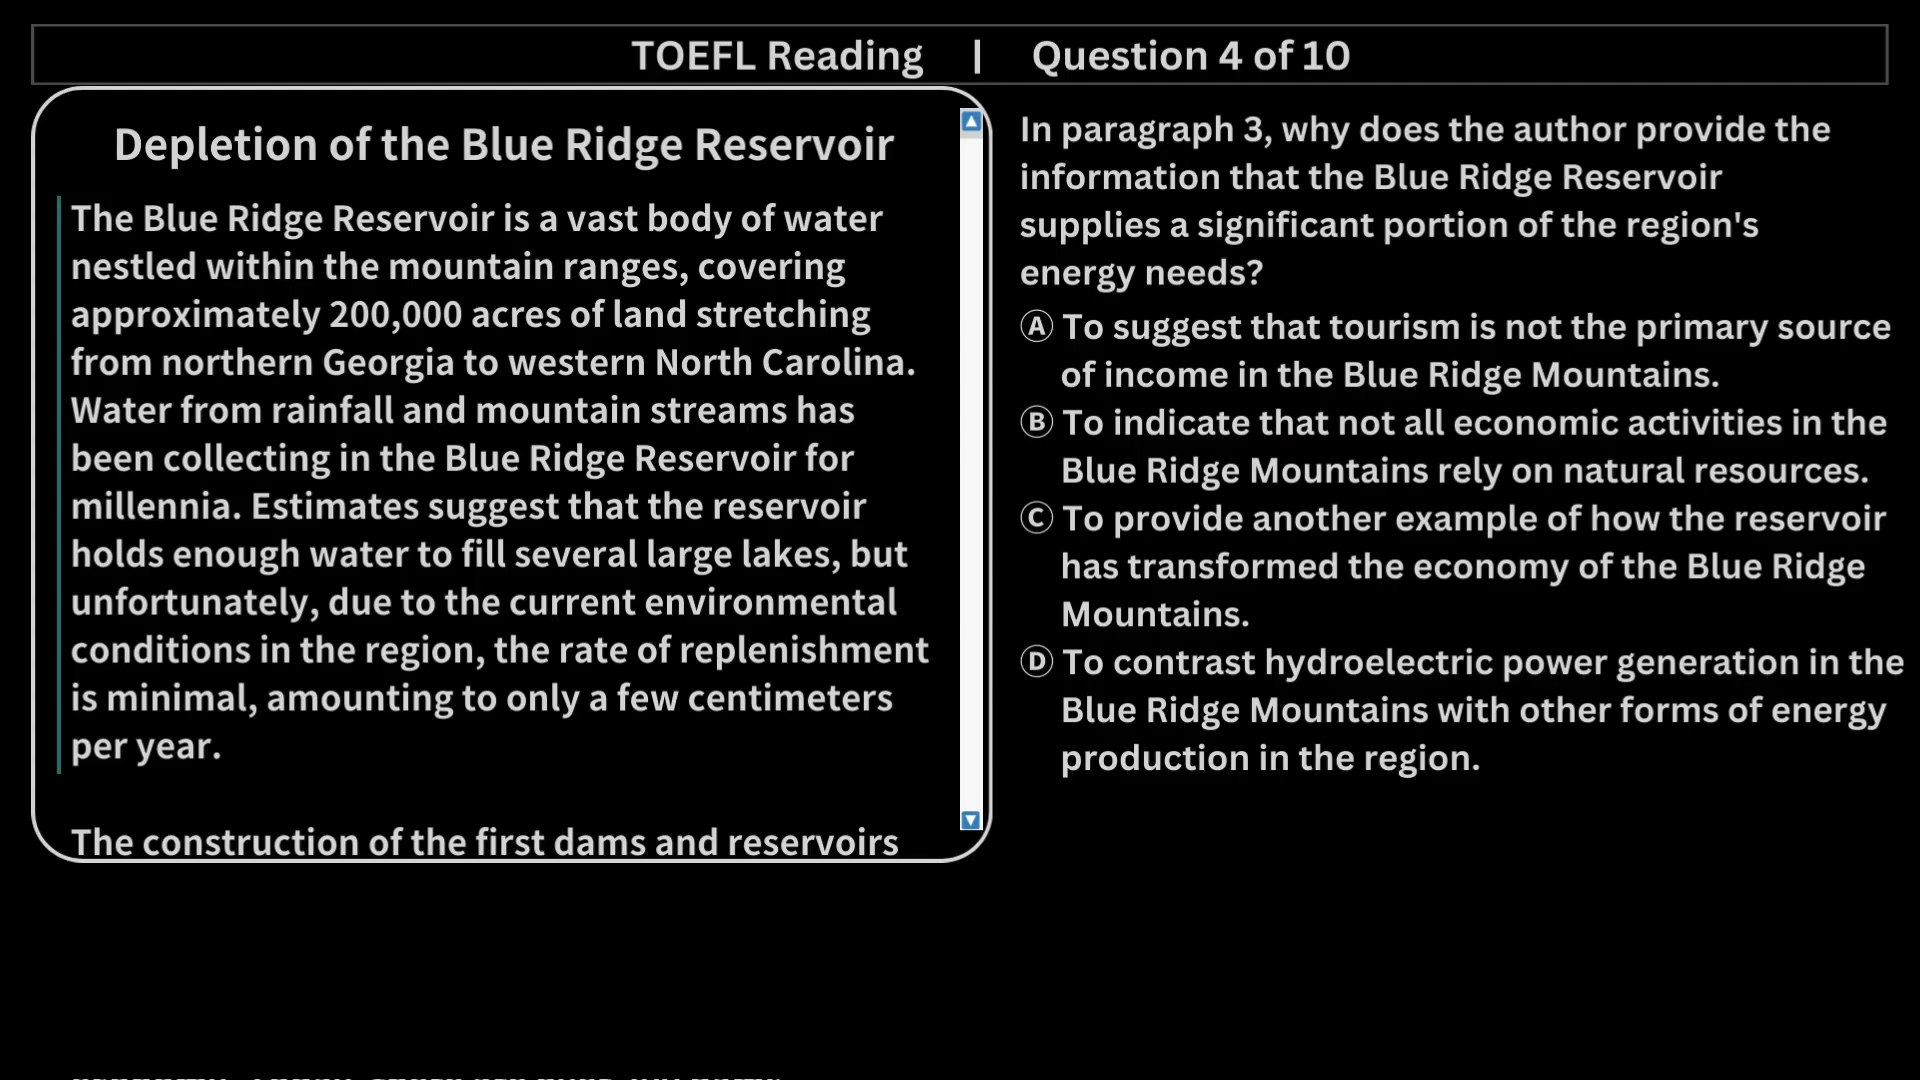 TOEFL Reading | Question 4 of 10
Depletion of the Blue Ridge Reservoir
The Blue Ridge Reservoir is a vast body of water
nestled within the mountain ranges, covering
approximately 200,000 acres of land stretching
from northern Georgia to western North Carolina.
Water from rainfall and mountain streams has
been collecting in the Blue Ridge Reservoir for
millennia. Estimates suggest that the reservoir
holds enough water to fill several large lakes, but
unfortunately, due to the current environmental
conditions in the region, the rate of replenishment
is minimal, amounting to only a few centimeters
per year.
The construction of the first dams and reservoirs
In paragraph 3, why does the author provide the
information that the Blue Ridge Reservoir
supplies a significant portion of the region's
energy needs?
Ⓐ To suggest that tourism is not the primary source
of income in the Blue Ridge Mountains.
Ⓑ To indicate that not all economic activities in the
Blue Ridge Mountains rely on natural resources.
Ⓒ To provide another example of how the reservoir
has transformed the economy of the Blue Ridge
Mountains.
Ⓓ To contrast hydroelectric power generation in the
Blue Ridge Mountains with other forms of energy
production in the region.